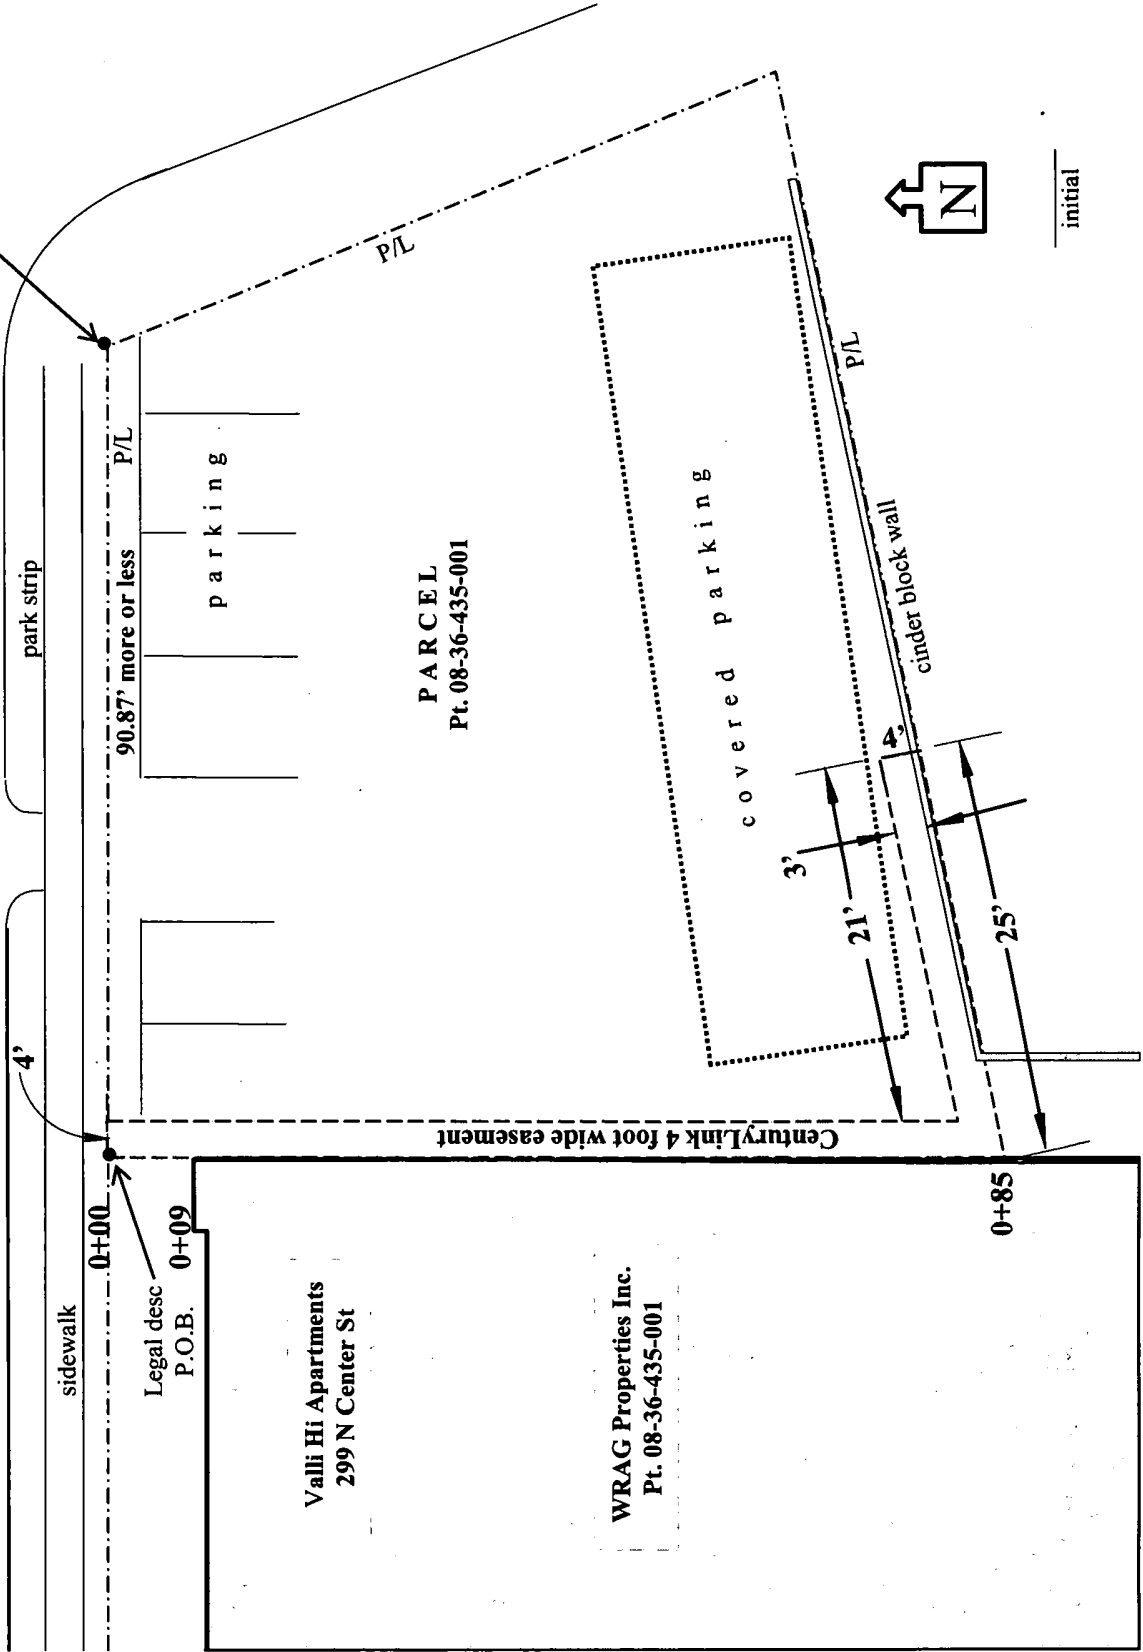 4'
park strip
sidewalk
0+00
90.87' more or less
P/L
Legal desc
P.O.B.
0+09
parking
P/L
Valli Hi Apartments
299 N Center St
PARCEL
Pt. 08-36-435-001
CenturyLink 4 foot wide easement
WRAG Properties Inc.
Pt. 08-36-435-001
covered parking
3'
21'
4'
P/L
cinder block wall
25'
0+85
N
initial